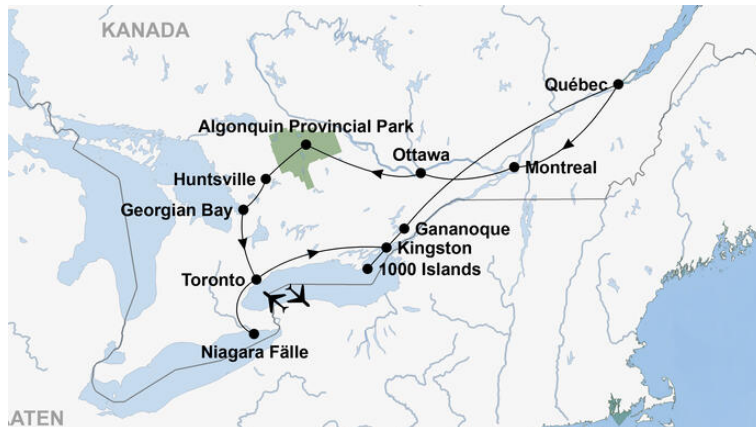 KANADA
Québec
Algonquin Provincial Park
Ottawa
Montreal
Huntsville
Georgian Bay
Gananoque
Kingston
1000 Islands
Toronto
Niagara Fälle
ATEN